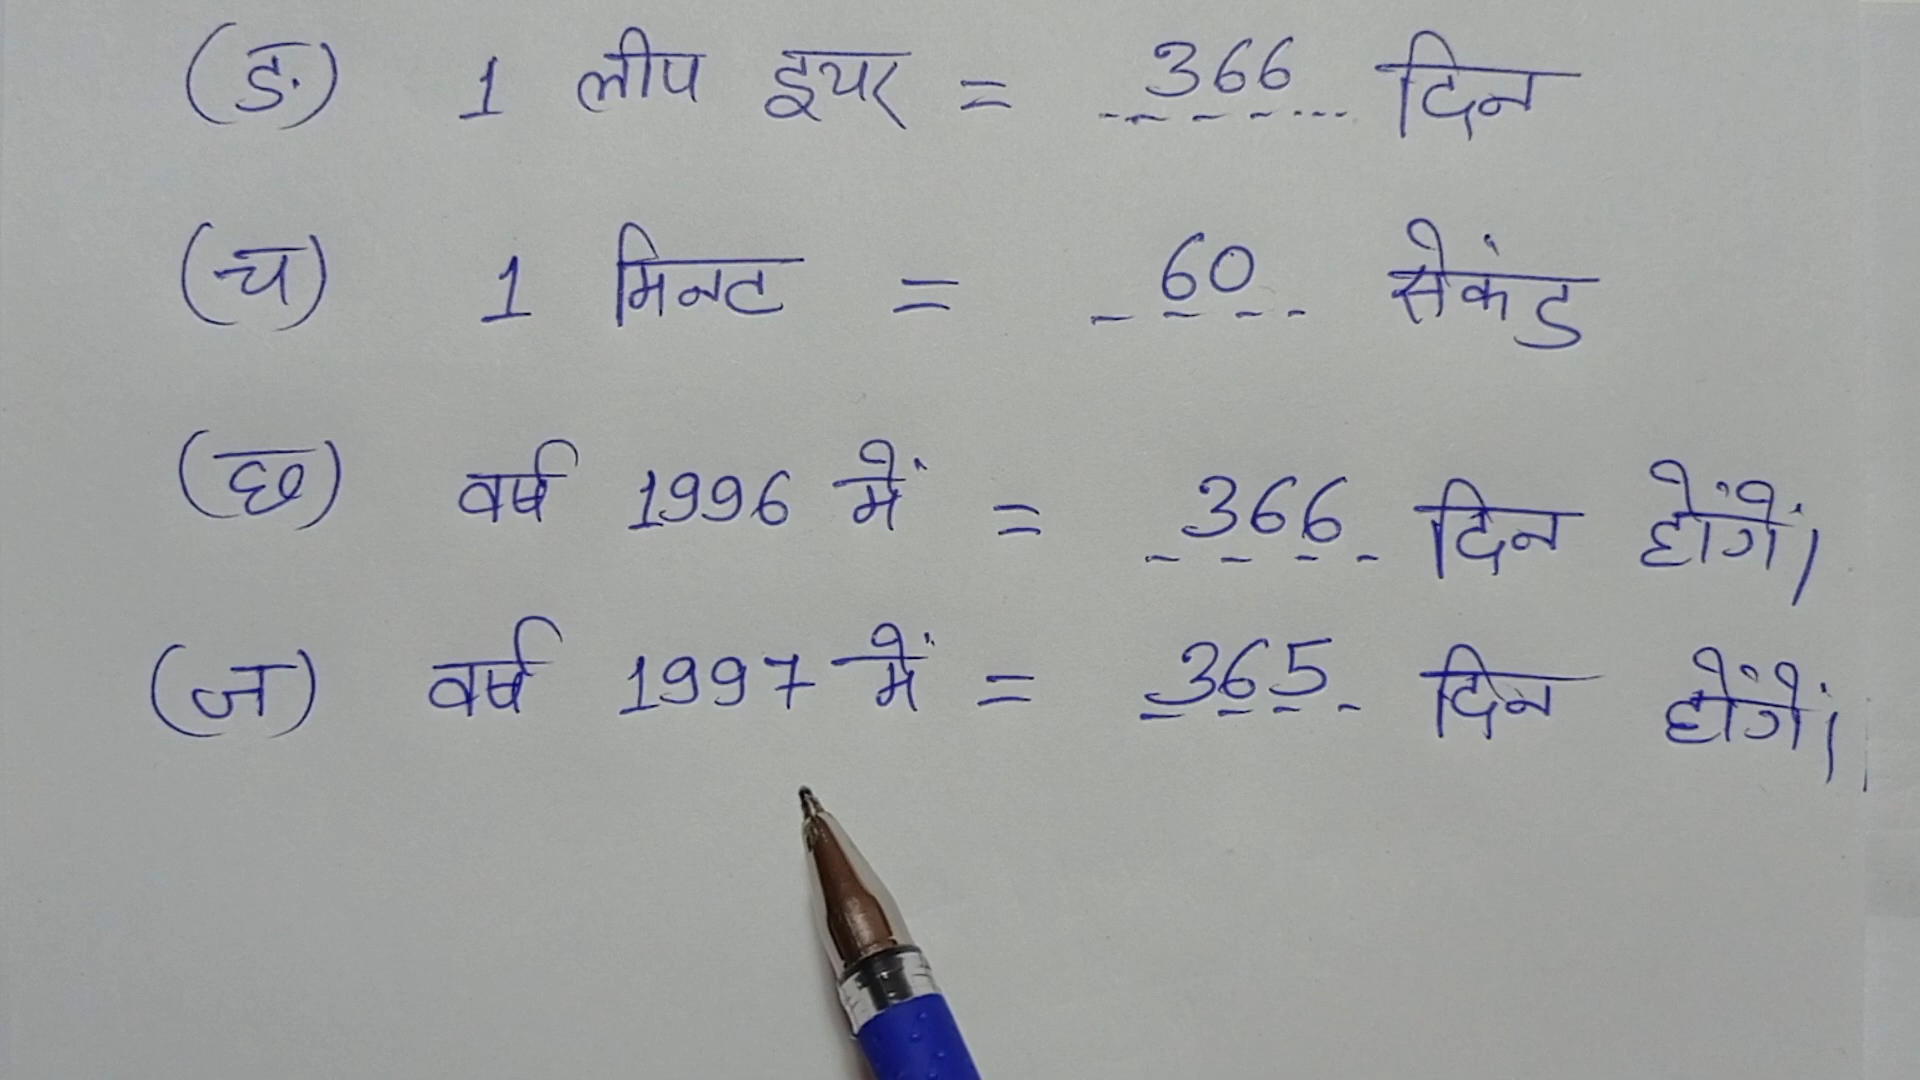 (ङ) 1 लीप इयर = 366 दिन
(च) 1 मिनट = 60 सेकंड
(छ) वर्ष 1996 में = 366 दिन होंगें।
(ज) वर्ष 1997 में = 365 दिन होंगें।